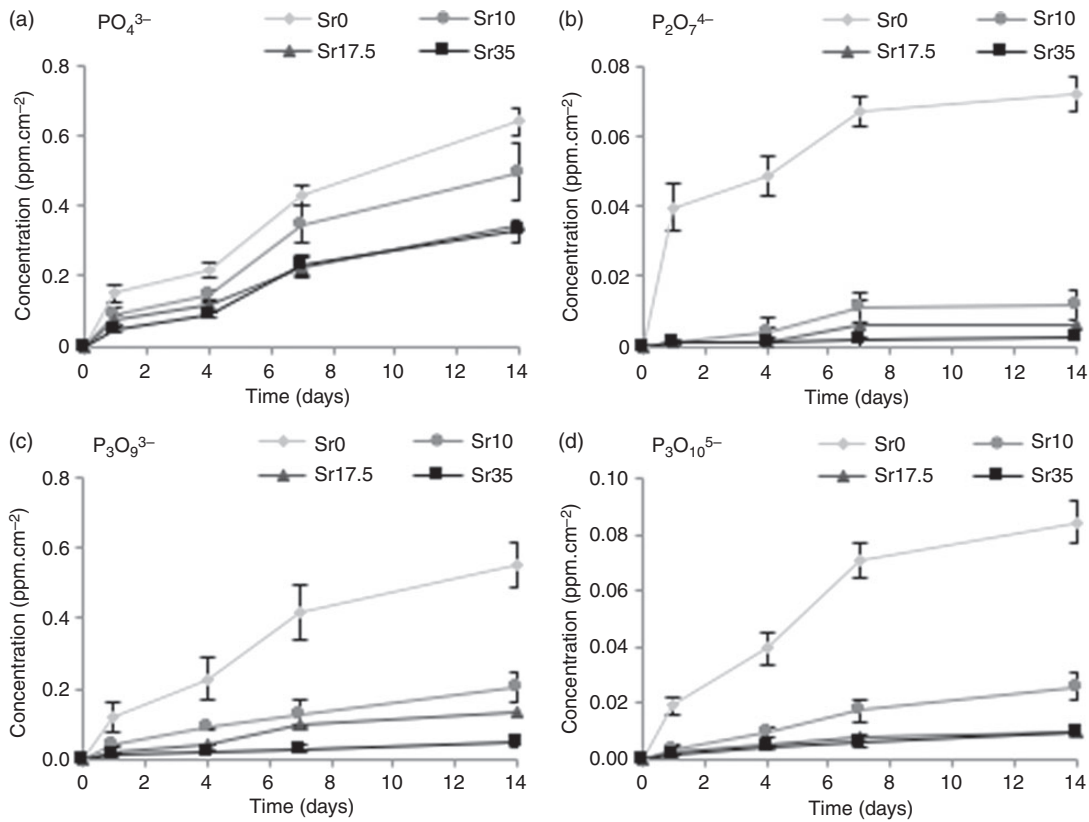 (a) PO₄³⁻ Sr0 Sr10
Sr17.5 Sr35
Concentration (ppm.cm⁻²)
0.8
0.6
0.4
0.2
0
0 2 4 6 8 10 12 14
Time (days)
(b) P₂O₇⁴⁻ Sr0 Sr10
Sr17.5 Sr35
Concentration (ppm.cm⁻²)
0.08
0.06
0.04
0.02
0
0 2 4 6 8 10 12 14
Time (days)
(c) P₃O₉³⁻ Sr0 Sr10
Sr17.5 Sr35
Concentration (ppm.cm⁻²)
0.8
0.6
0.4
0.2
0.0
0 2 4 6 8 10 12 14
Time (days)
(d) P₃O₁₀⁵⁻ Sr0 Sr10
Sr17.5 Sr35
Concentration (ppm.cm⁻²)
0.10
0.08
0.06
0.04
0.02
0.00
0 2 4 6 8 10 12 14
Time (days)